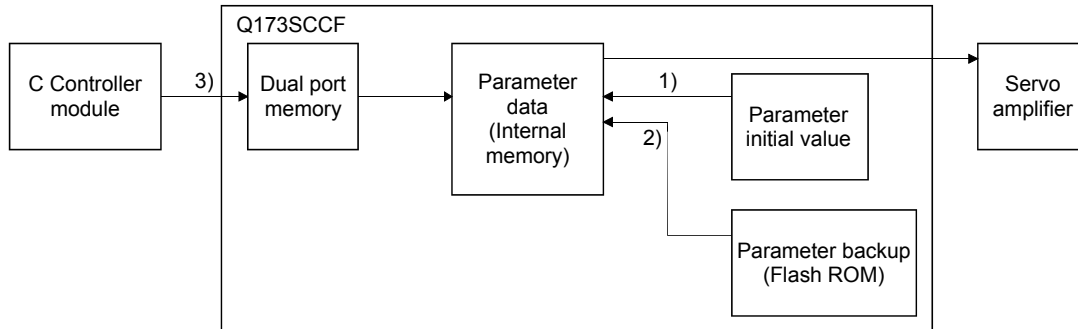 Q173SCCF
C Controller
module
3)
Dual port
memory
Parameter
data
(Internal
memory)
1)
2)
Parameter
initial value
Parameter backup
(Flash ROM)
Servo
amplifier